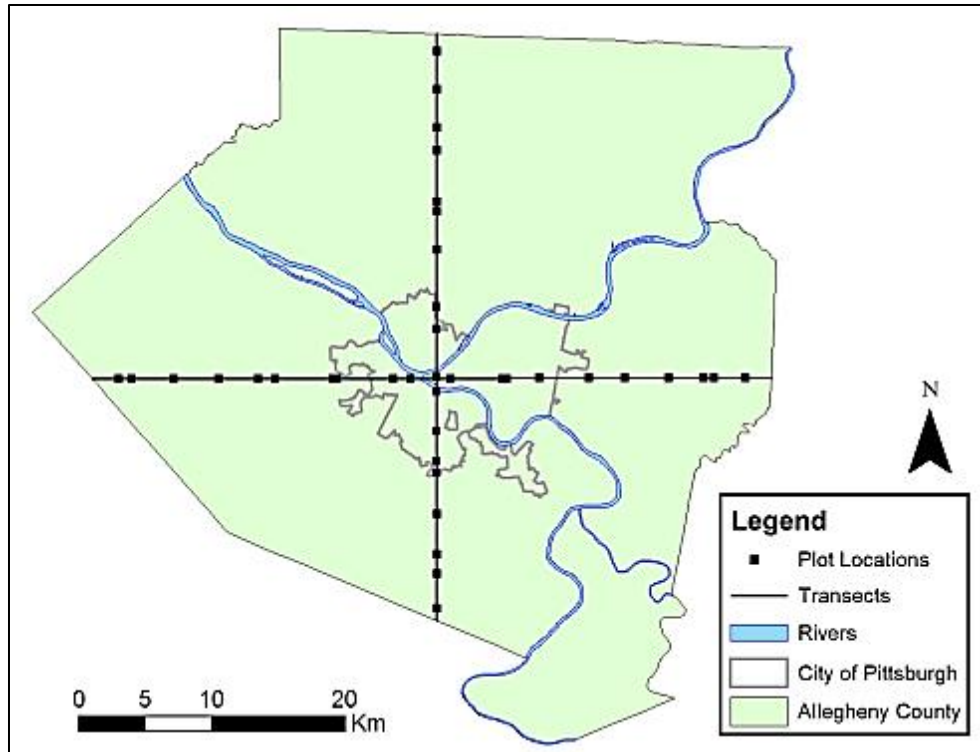 N
Legend
Plot Locations
Transects
Rivers
City of Pittsburgh
Allegheny County
0 5 10 20
Km